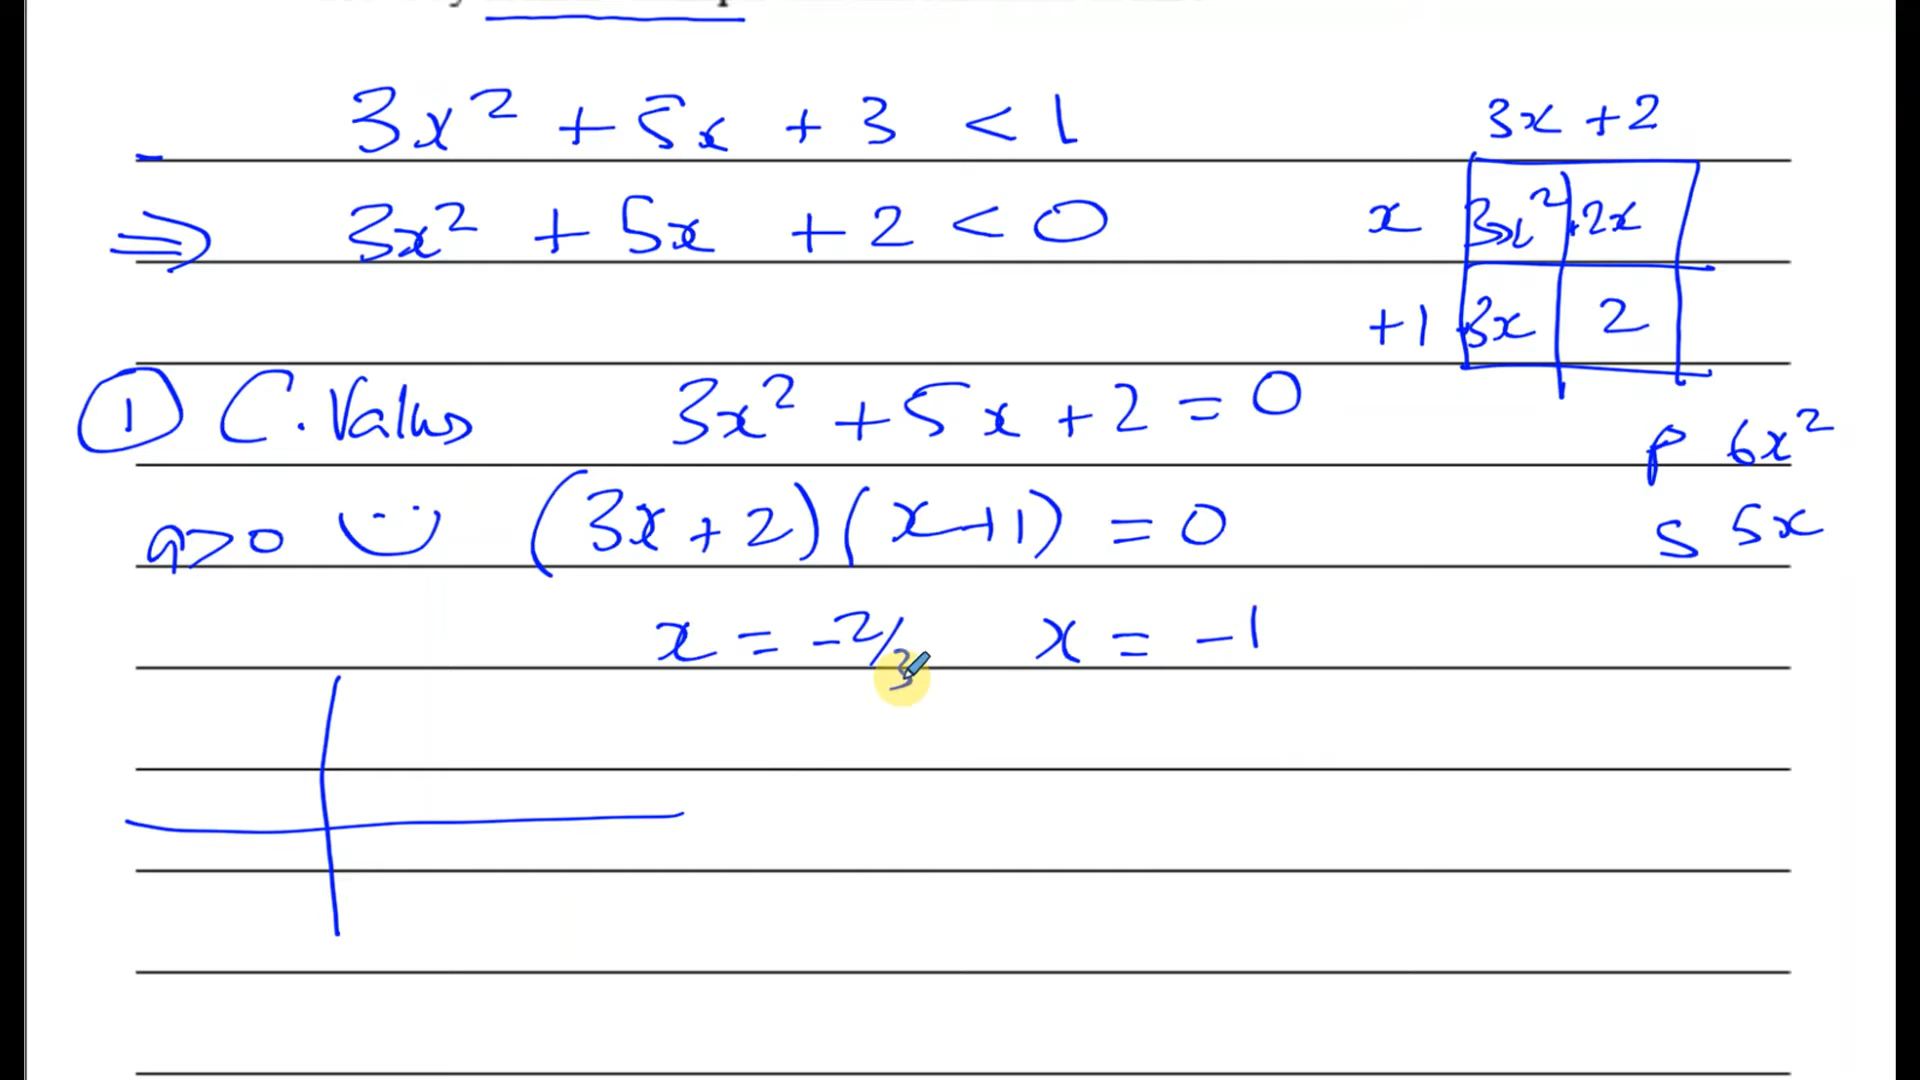 3x² + 5x + 3 < 1
⇒ 3x² + 5x + 2 < 0
3x + 2
x 3x² +2x
+1 3x 2
① C. Values 3x² + 5x + 2 = 0
p 6x²
a>0 (3x + 2)(x+1) = 0
S 5x
x = -2/3 x = -1